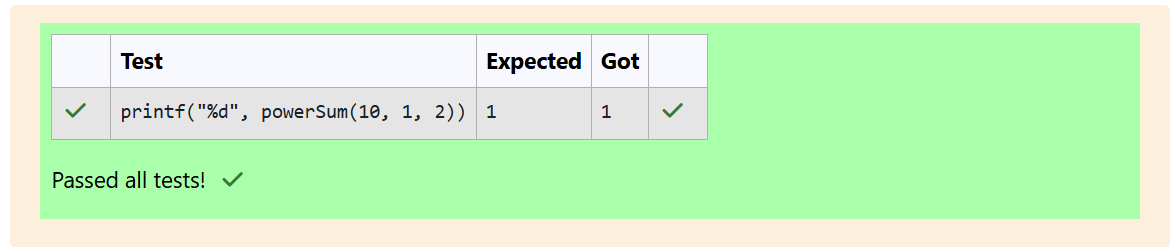 Test Expected Got
printf("%d", powerSum(10, 1, 2)) 1 1
Passed all tests!